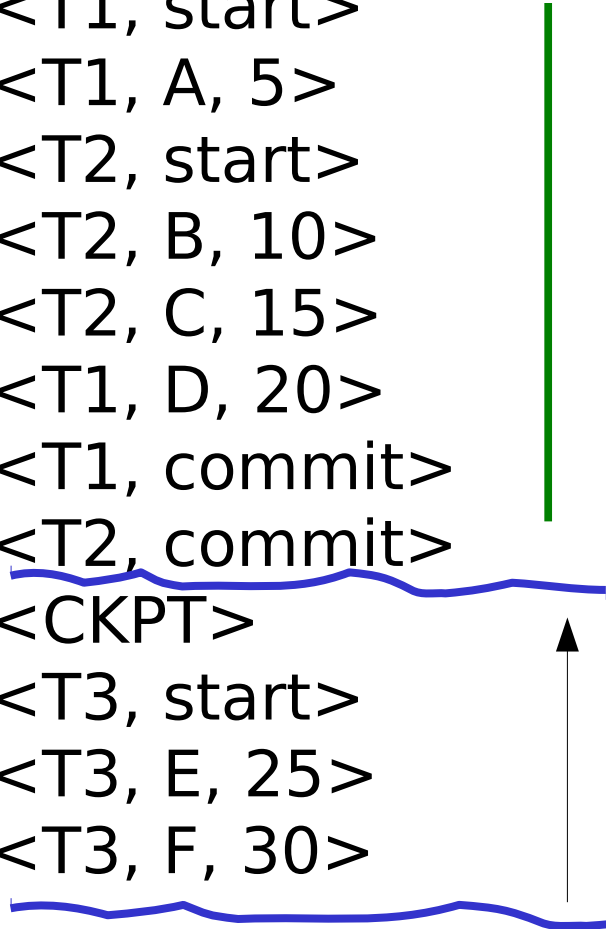 <T1, start>
<T1, A, 5>
<T2, start>
<T2, B, 10>
<T2, C, 15>
<T1, D, 20>
<T1, commit>
<T2, commit>
<CKPT>
<T3, start>
<T3, E, 25>
<T3, F, 30>